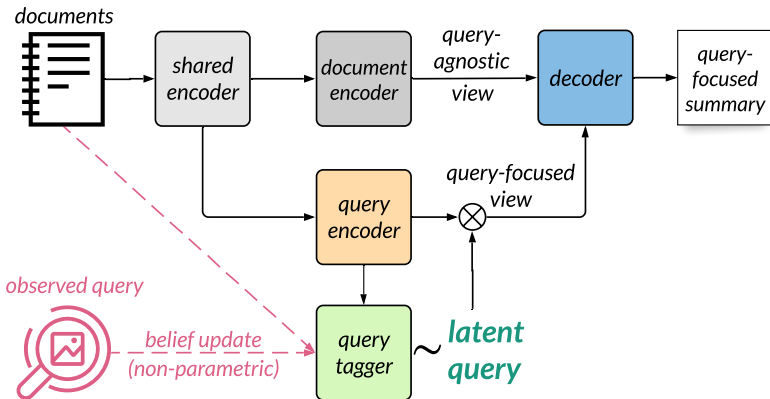 documents
shared
encoder
document
encoder
query-
agnostic
view
decoder
query-
focused
summary
query
encoder
query-focused
view
observed query
belief update
(non-parametric)
query
tagger
~
latent
query